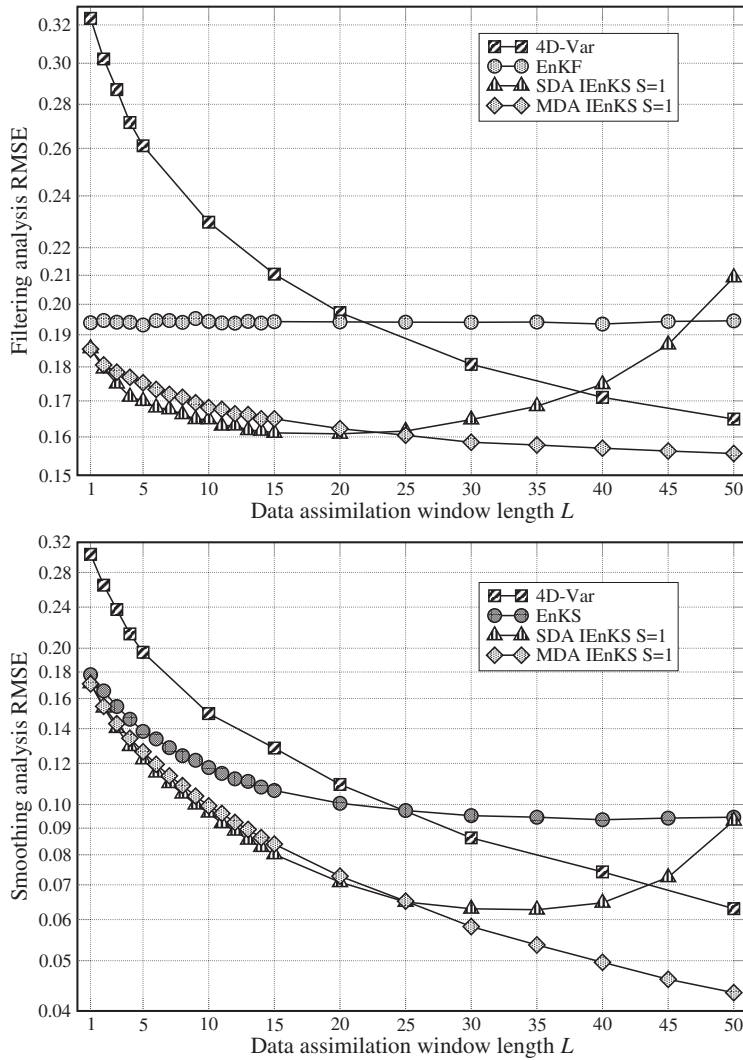 Filtering analysis RMSE
0.32
0.30
0.28
0.26
0.24
0.22
0.21
0.20
0.19
0.18
0.17
0.16
0.15
4D-Var
EnKF
SDA IEnKS S=1
MDA IEnKS S=1
1 5 10 15 20 25 30 35 40 45 50
Data assimilation window length L
Smoothing analysis RMSE
0.32
0.28
0.24
0.20
0.18
0.16
0.14
0.12
0.10
0.09
0.08
0.07
0.06
0.05
0.04
4D-Var
EnKS
SDA IEnKS S=1
MDA IEnKS S=1
1 5 10 15 20 25 30 35 40 45 50
Data assimilation window length L